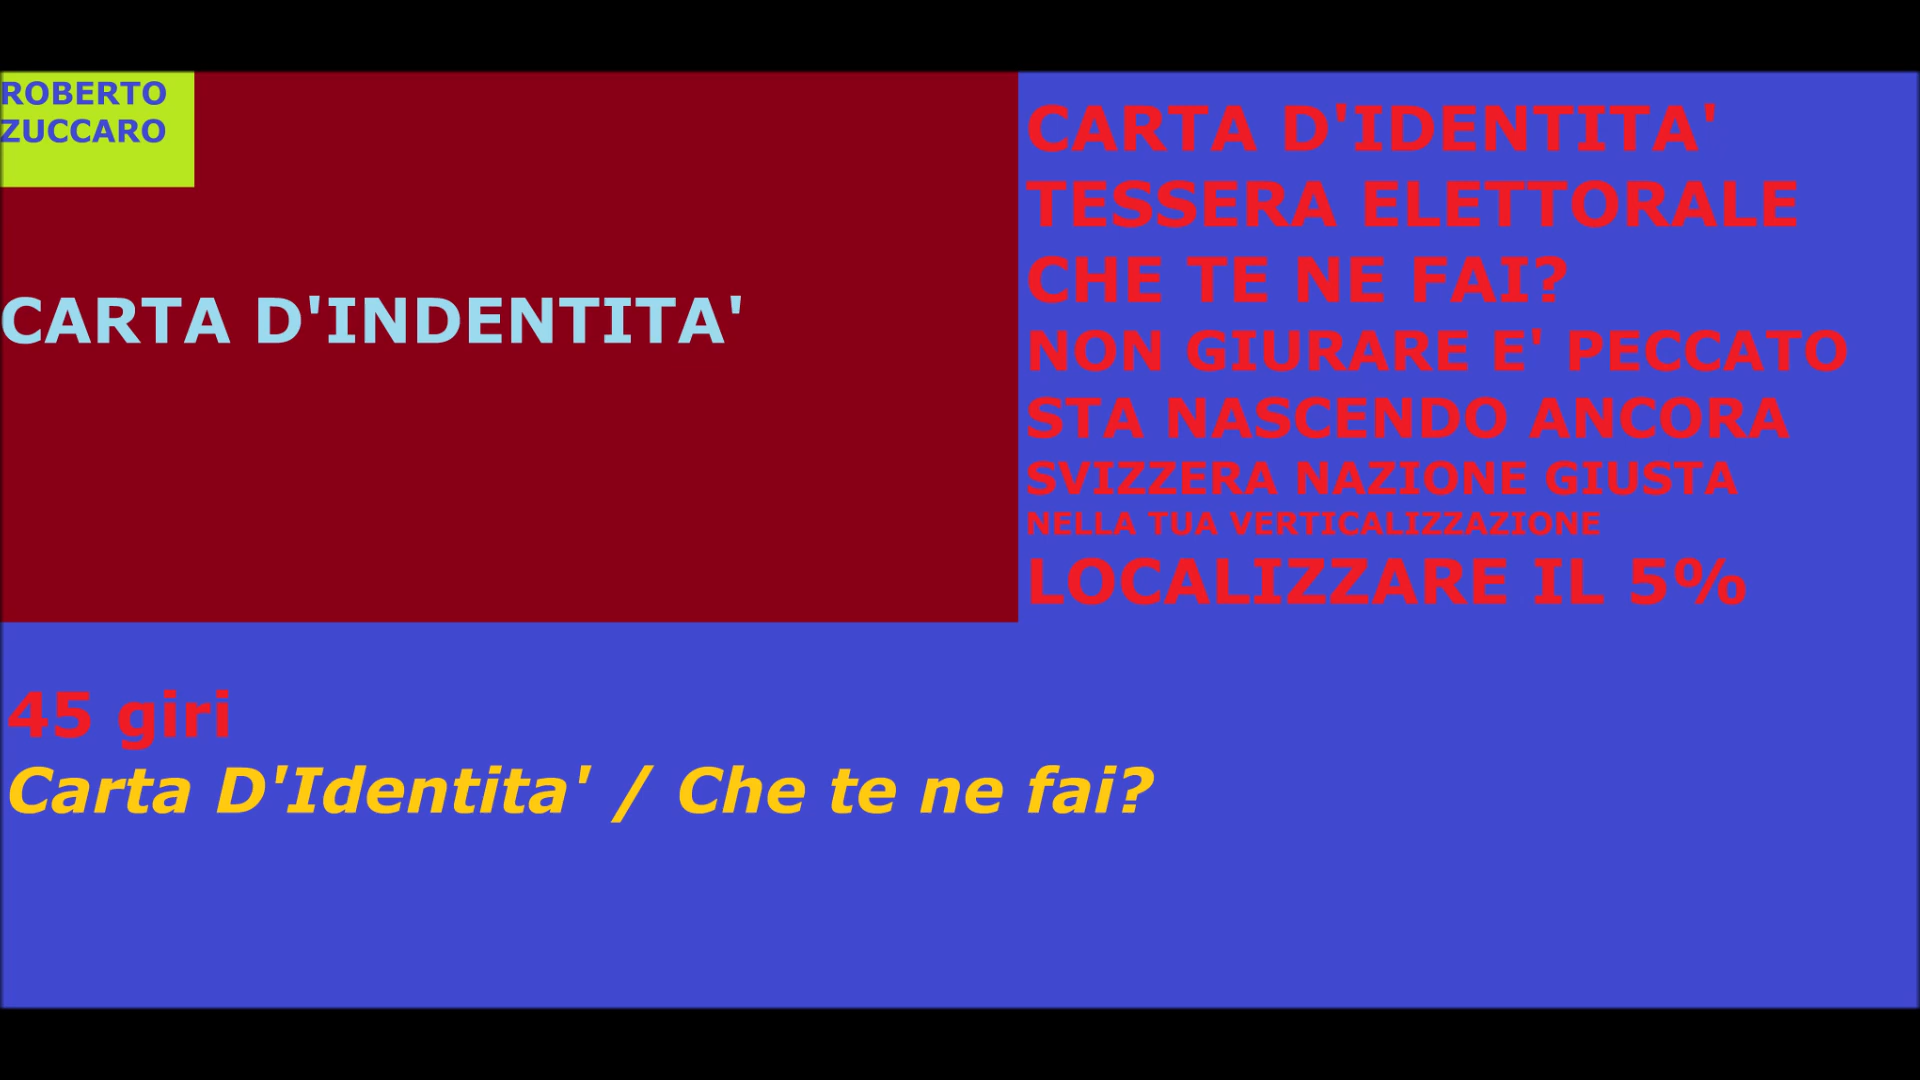 ROBERTO
ZUCCARO
CARTA D'INDENTITA'
CARTA D'IDENTITA'
TESSERA ELETTORALE
CHE TE NE FAI?
NON GIURARE E' PECCATO
STA NASCENDO ANCORA
SVIZZERA NAZIONE GIUSTA
NELLA TUA VERTICALIZZAZIONE
LOCALIZZARE IL 5%
45 giri
Carta D'Identita' / Che te ne fai?